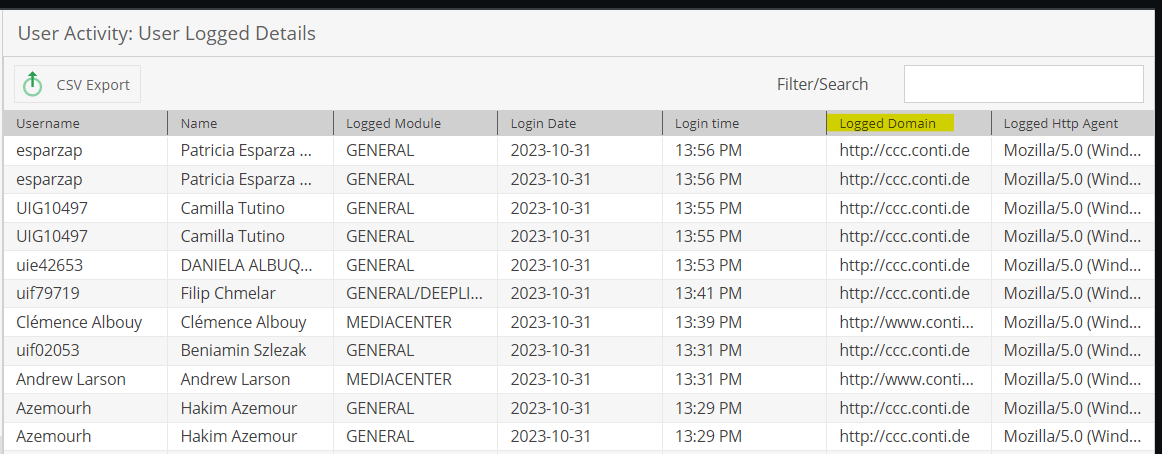 User Activity: User Logged Details
CSV Export Filter/Search
Username Name Logged Module Login Date Login time Logged Domain Logged Http Agent
esparzap Patricia Esparza ... GENERAL 2023-10-31 13:56 PM http://ccc.conti.de Mozilla/5.0 (Wind...
esparzap Patricia Esparza ... GENERAL 2023-10-31 13:56 PM http://ccc.conti.de Mozilla/5.0 (Wind...
UIG10497 Camilla Tutino GENERAL 2023-10-31 13:55 PM http://ccc.conti.de Mozilla/5.0 (Wind...
UIG10497 Camilla Tutino GENERAL 2023-10-31 13:55 PM http://ccc.conti.de Mozilla/5.0 (Wind...
uie42653 DANIELA ALBUQ... GENERAL 2023-10-31 13:53 PM http://ccc.conti.de Mozilla/5.0 (Wind...
uif79719 Filip Chmelar GENERAL/DEEPLI... 2023-10-31 13:41 PM http://ccc.conti.de Mozilla/5.0 (Wind...
Clémence Albouy Clémence Albouy MEDIACENTER 2023-10-31 13:39 PM http://www.conti... Mozilla/5.0 (Wind...
uif02053 Beniamin Szlezak GENERAL 2023-10-31 13:31 PM http://ccc.conti.de Mozilla/5.0 (Wind...
Andrew Larson Andrew Larson MEDIACENTER 2023-10-31 13:31 PM http://www.conti... Mozilla/5.0 (Wind...
Azemourh Hakim Azemour GENERAL 2023-10-31 13:29 PM http://ccc.conti.de Mozilla/5.0 (Wind...
Azemourh Hakim Azemour GENERAL 2023-10-31 13:29 PM http://ccc.conti.de Mozilla/5.0 (Wind...